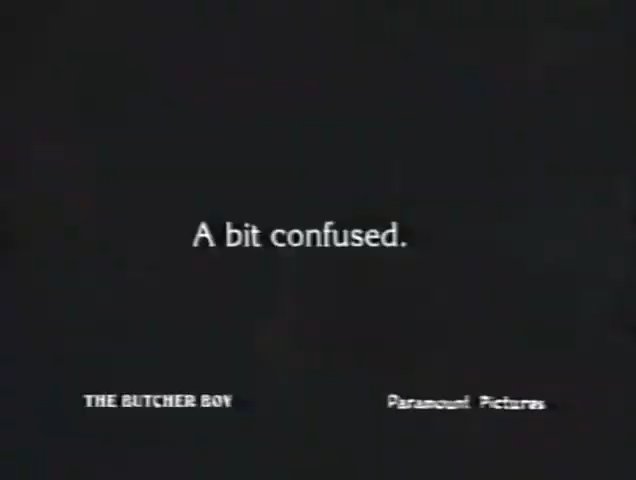 A bit confused.
THE BUTCHER BOY
Paramount Pictures